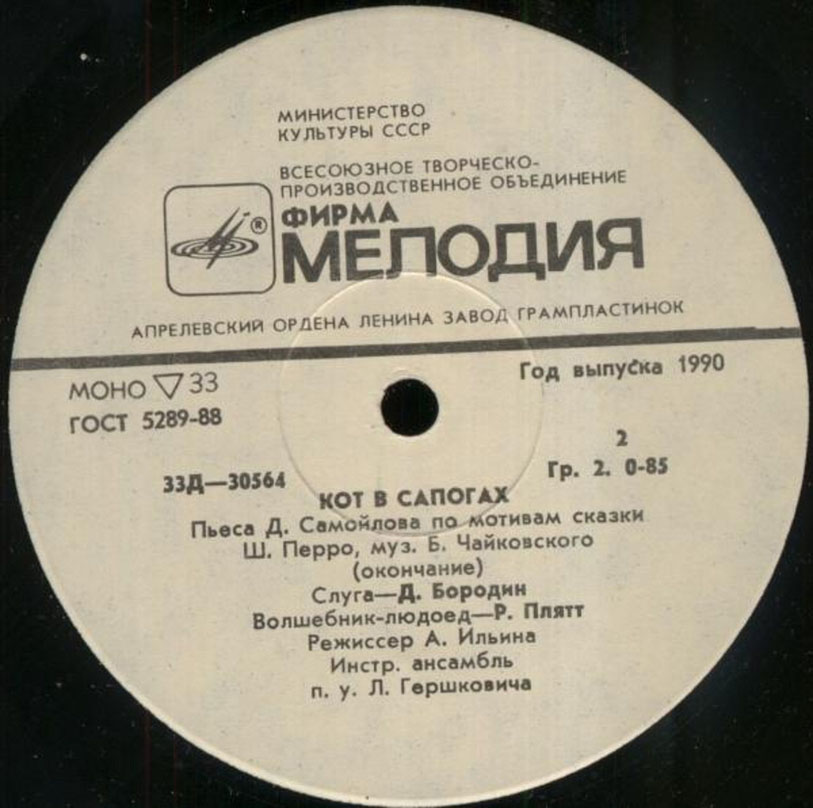 МИНИСТЕРСТВО
КУЛЬТУРЫ СССР
ВСЕСОЮЗНОЕ ТВОРЧЕСКО-
ПРОИЗВОДСТВЕННОЕ ОБЪЕДИНЕНИЕ
®
ФИРМА
МЕЛОДИЯ
АПРЕЛЕВСКИЙ ОРДЕНА ЛЕНИНА ЗАВОД ГРАМПЛАСТИНОК
МОНО ▽ 33
ГОСТ 5289-88
Год выпуска 1990
2
33Д—30564
Гр. 2. 0-85
КОТ В САПОГАХ
Пьеса Д. Самойлова по мотивам сказки
Ш. Перро, муз. Б. Чайковского
(окончание)
Слуга—Д. Бородин
Волшебник-людоед—Р. Плятт
Режиссер А. Ильина
Инстр. ансамбль
п. у. Л. Гершковича